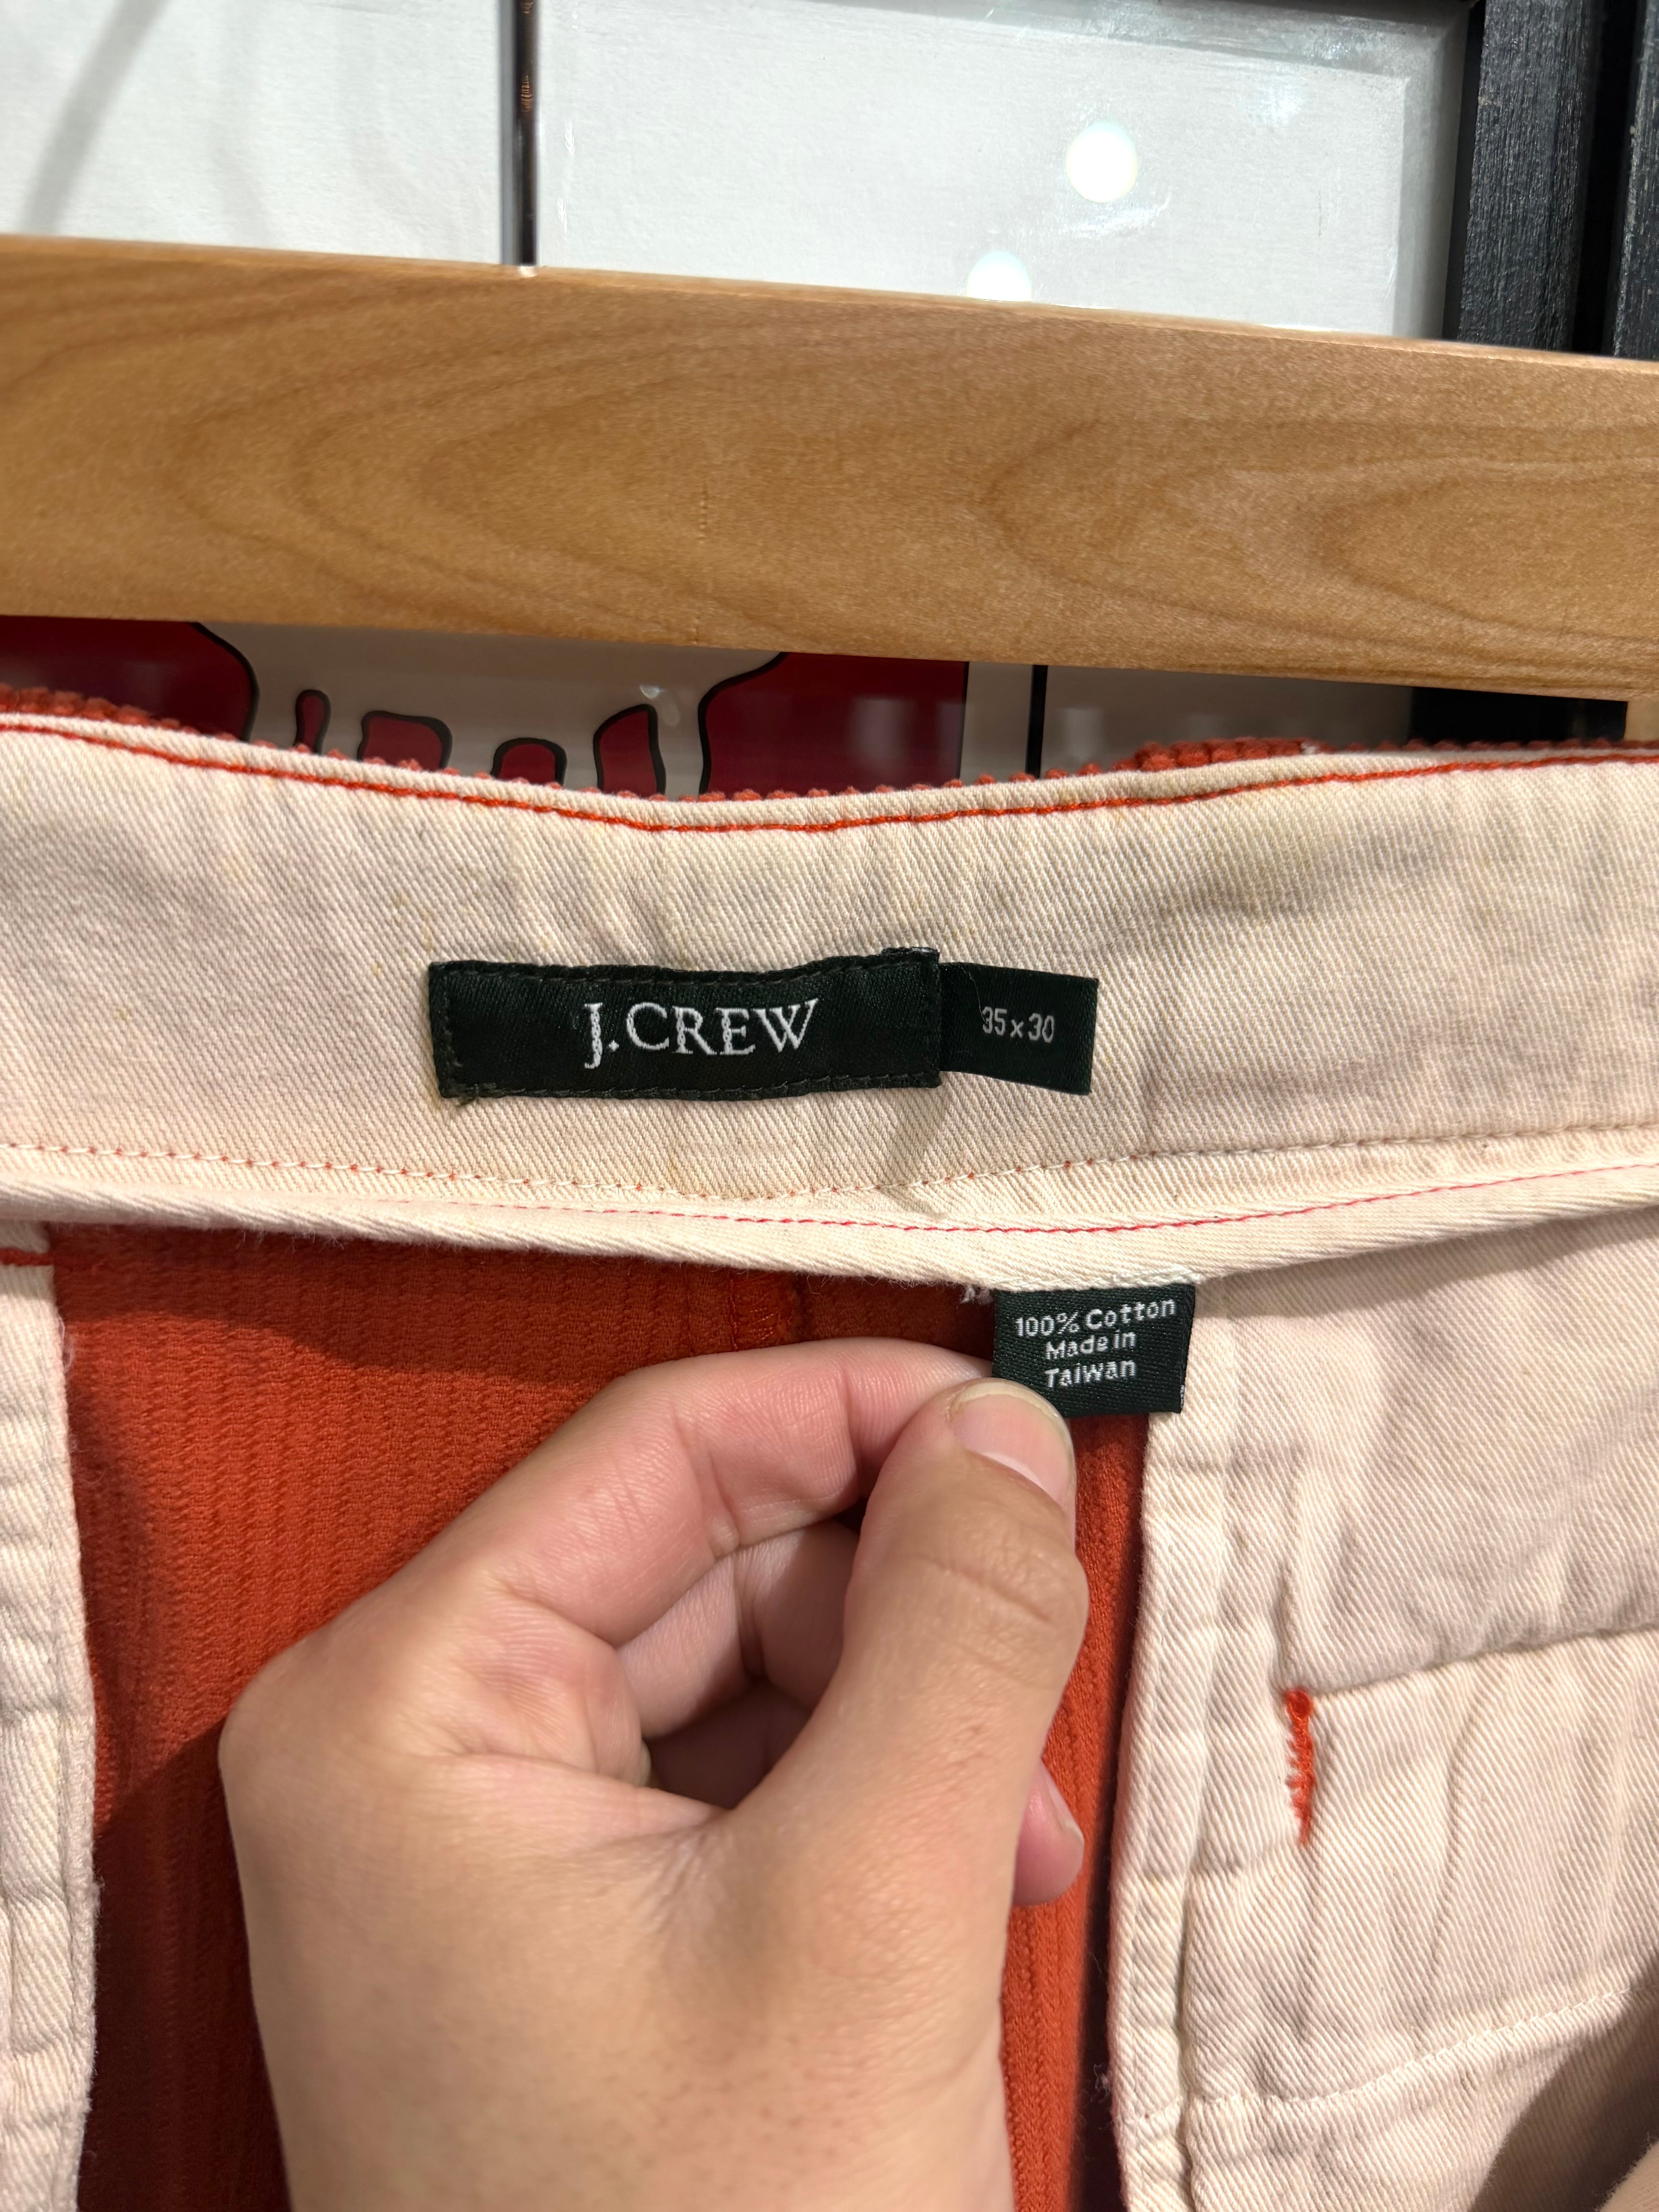 J.CREW
35 x 30
100% Cotton
Made in
Taiwan